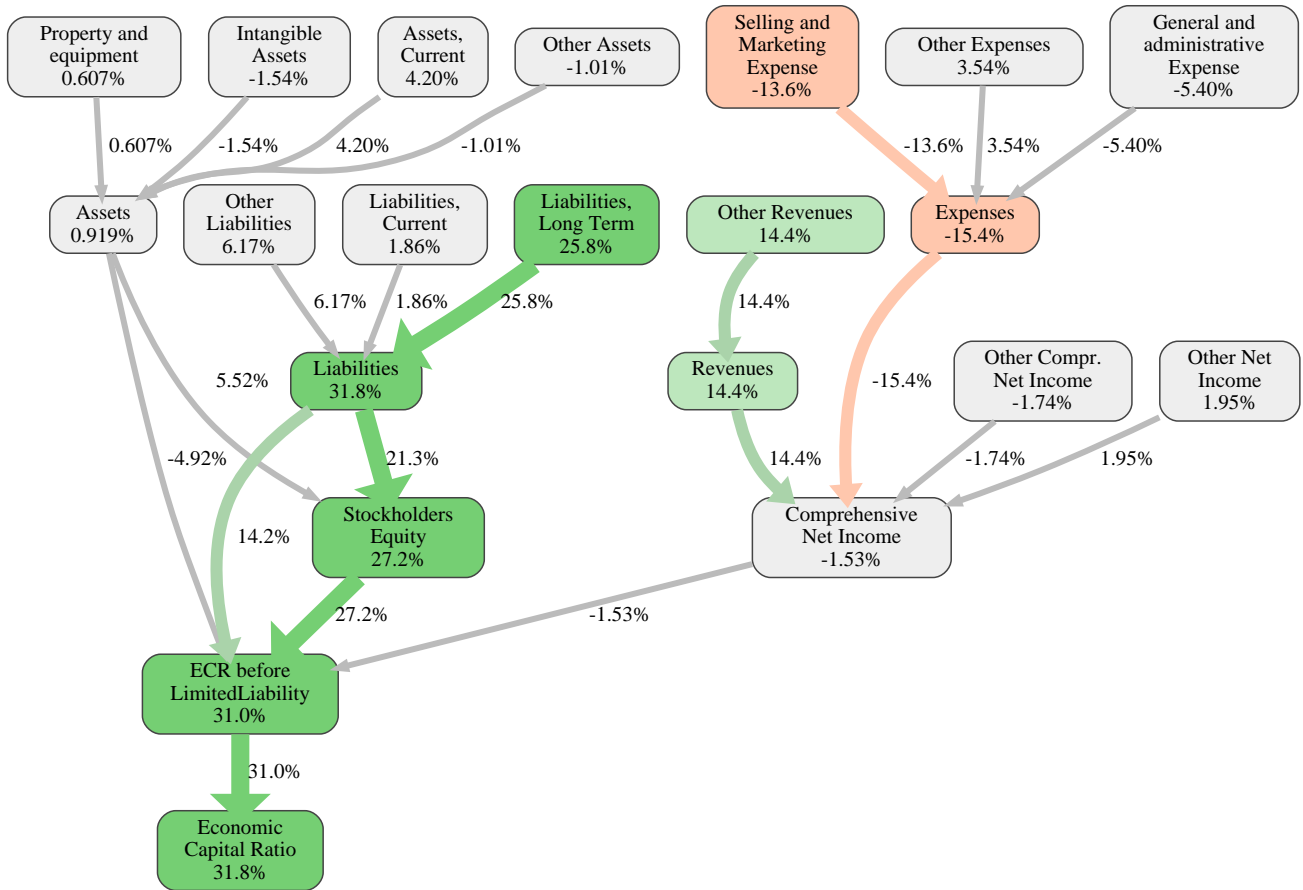 Property and
equipment
0.607%
Intangible
Assets
-1.54%
Assets,
Current
4.20%
Other Assets
-1.01%
Selling and
Marketing
Expense
-13.6%
Other Expenses
3.54%
General and
administrative
Expense
-5.40%
0.607%
-1.54%
4.20%
-1.01%
-13.6%
3.54%
-5.40%
Assets
0.919%
Other
Liabilities
6.17%
Liabilities,
Current
1.86%
Liabilities,
Long Term
25.8%
Other Revenues
14.4%
Expenses
-15.4%
6.17%
1.86%
25.8%
14.4%
Liabilities
31.8%
Revenues
14.4%
Other Compr.
Net Income
-1.74%
Other Net
Income
1.95%
5.52%
-15.4%
-4.92%
21.3%
14.4%
-1.74%
1.95%
14.2%
Stockholders
Equity
27.2%
Comprehensive
Net Income
-1.53%
27.2%
-1.53%
ECR before
LimitedLiability
31.0%
31.0%
Economic
Capital Ratio
31.8%